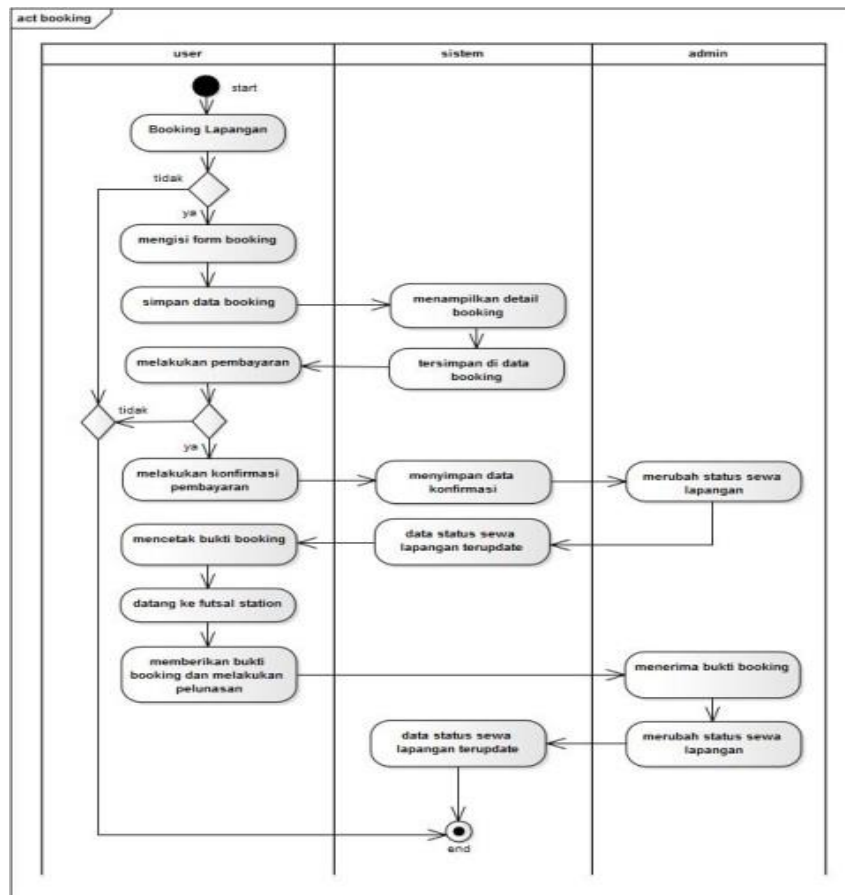 act booking
user
sistem
admin
start
Booking Lapangan
tidak
ya
mengisi form booking
simpan data booking
menampilkan detail
booking
melakukan pembayaran
tersimpan di data
booking
tidak
ya
melakukan konfirmasi
pembayaran
menyimpan data
konfirmasi
merubah status sewa
lapangan
mencetak bukti booking
data status sewa
lapangan terupdate
datang ke futsal station
memberikan bukti
booking dan melakukan
pelunasan
menerima bukti booking
data status sewa
lapangan terupdate
merubah status sewa
lapangan
end